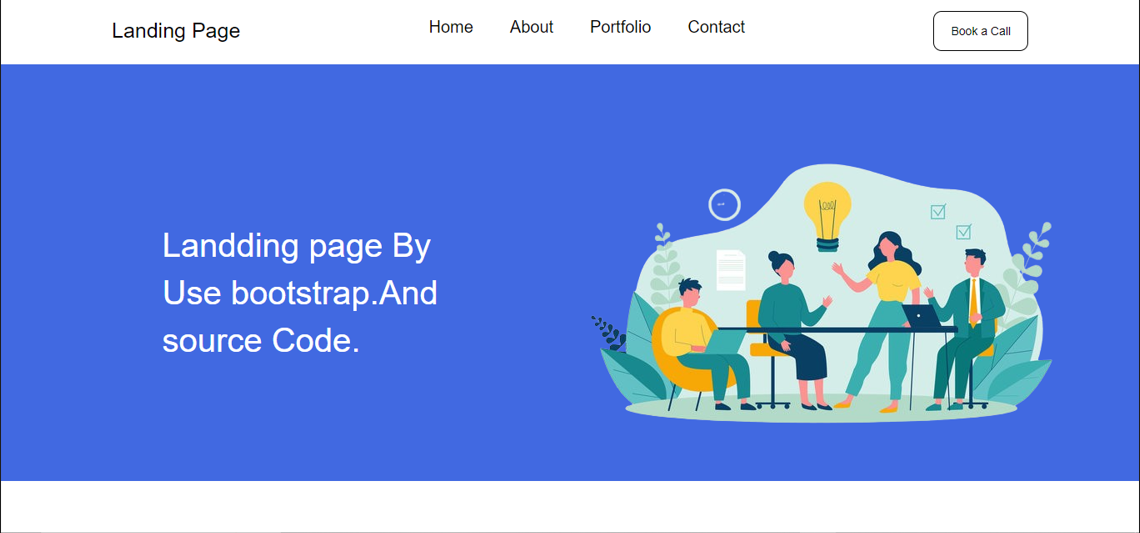 Landing Page
Home About Portfolio Contact
Book a Call
Landding page By
Use bootstrap.And
source Code.